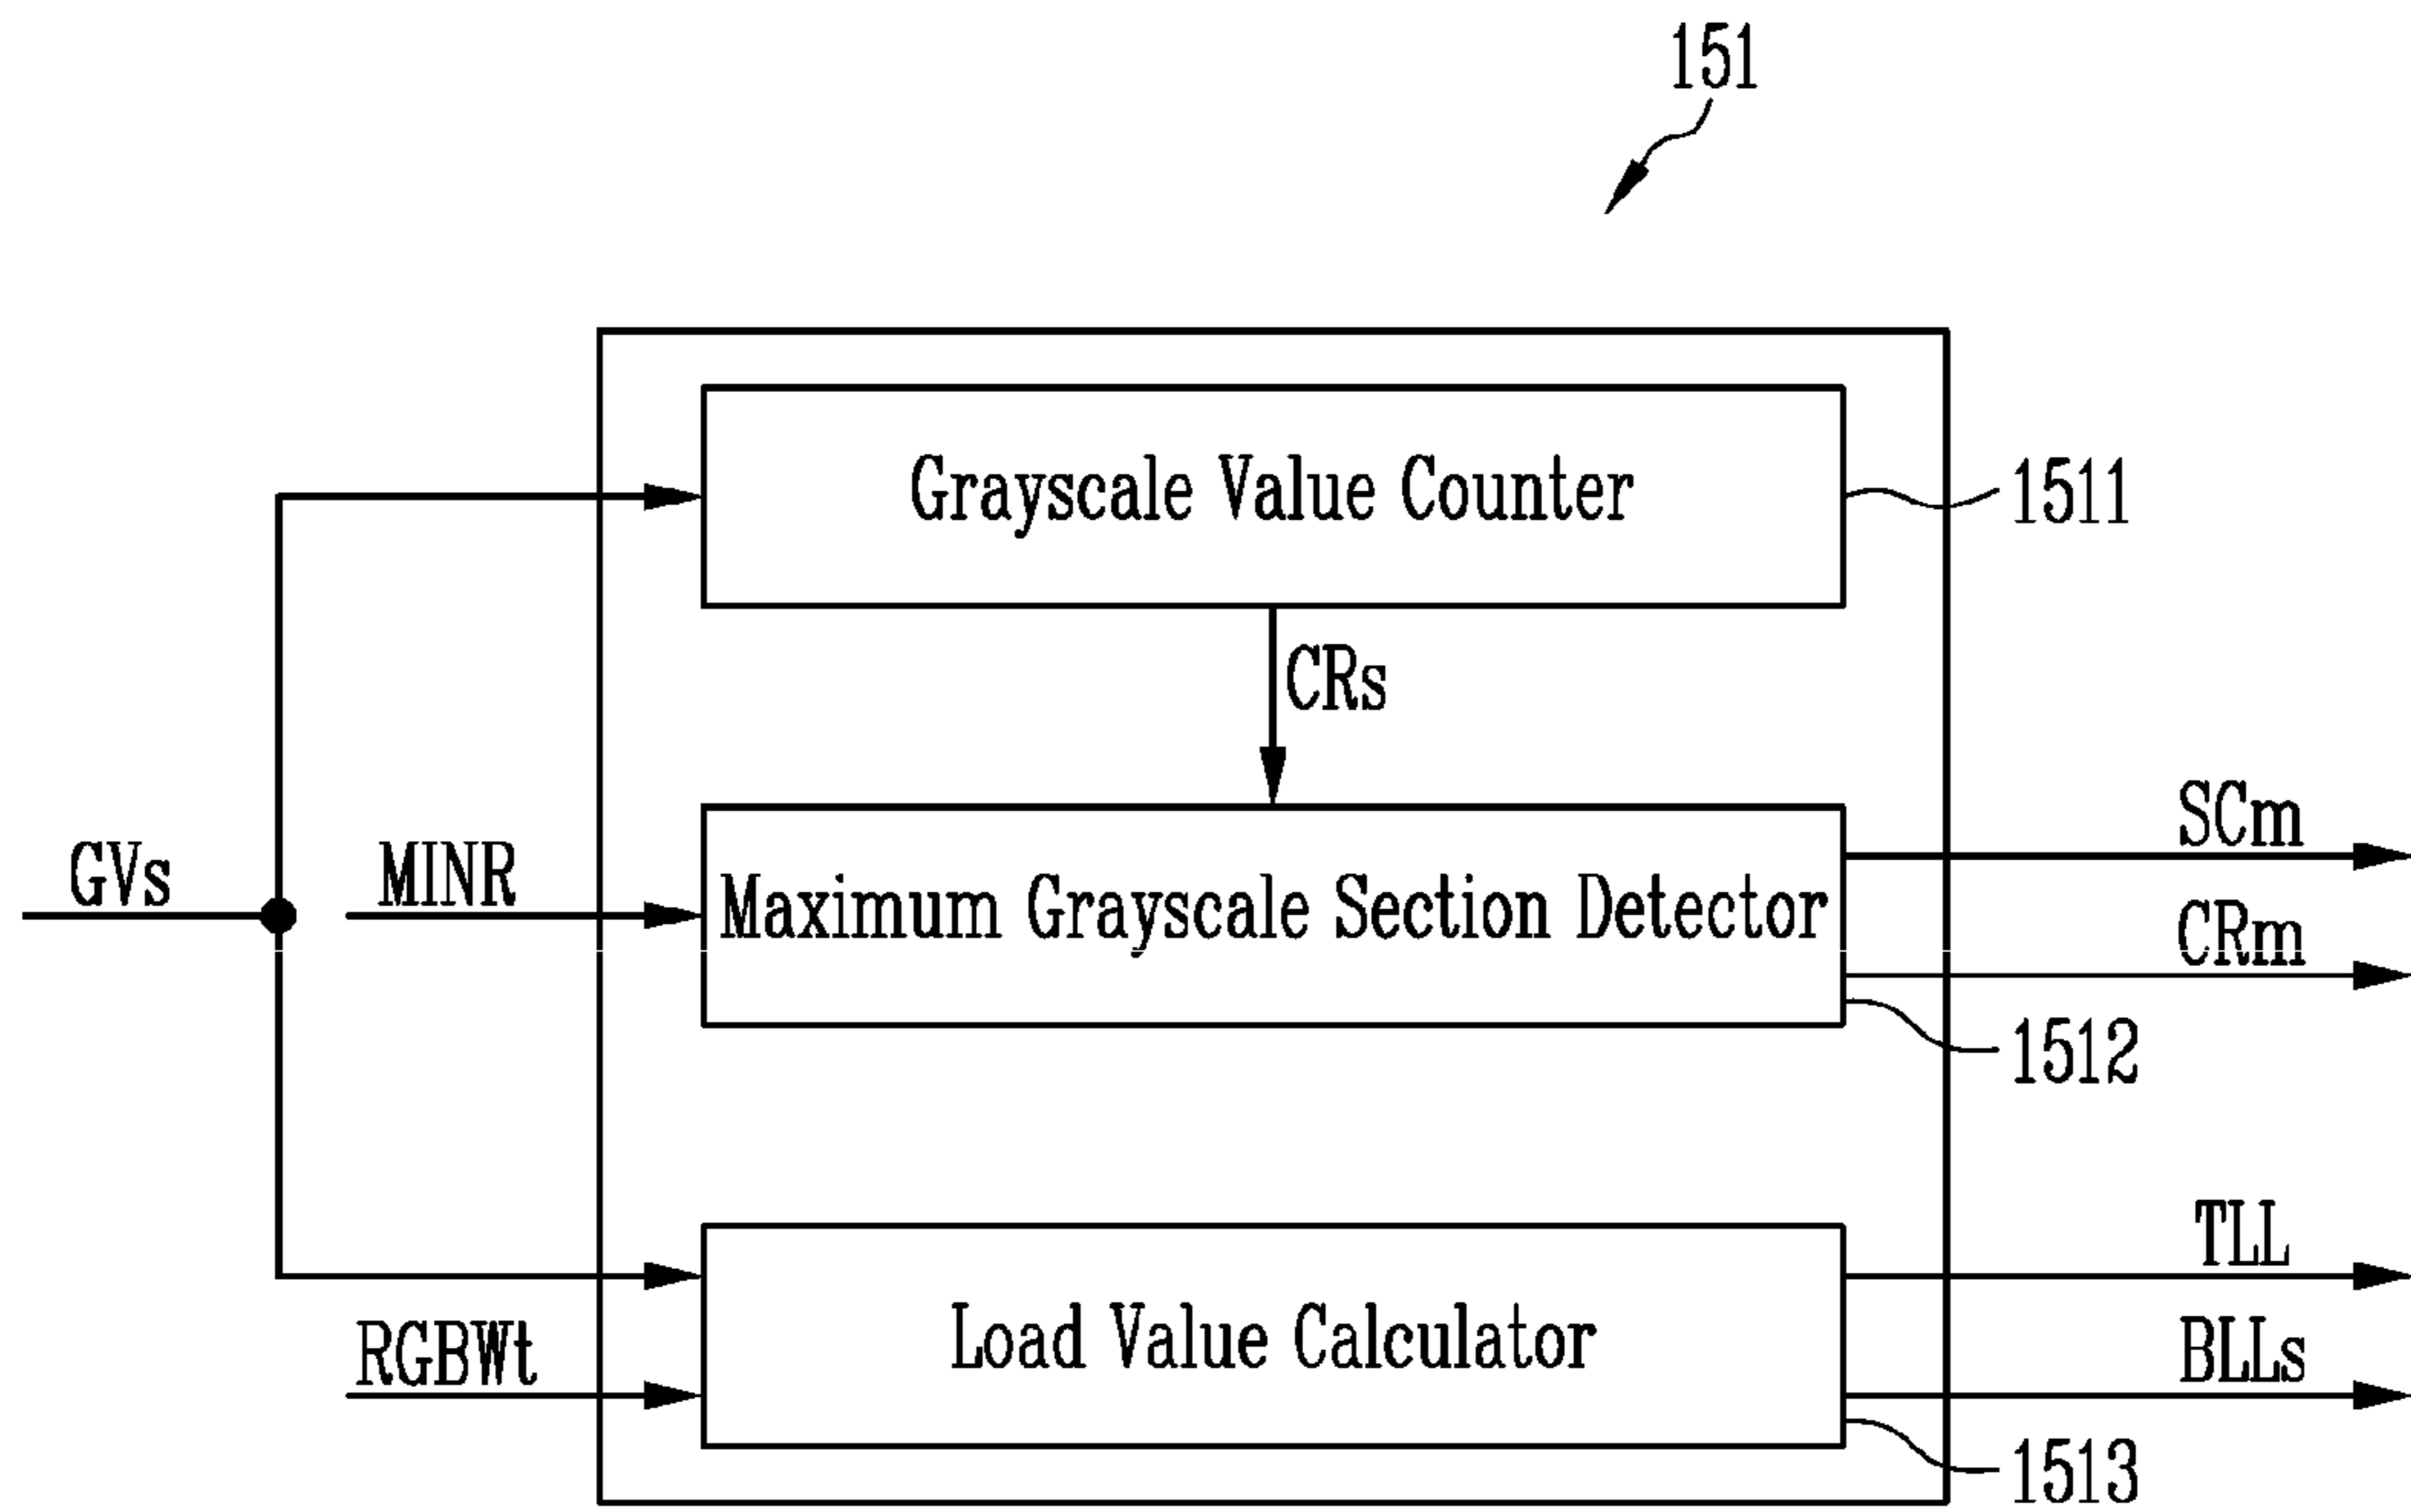 151
Grayscale Value Counter
1511
CRs
GVs
MINR
Maximum Grayscale Section Detector
SCm
CRm
1512
RGBWt
Load Value Calculator
TLL
BLLs
1513